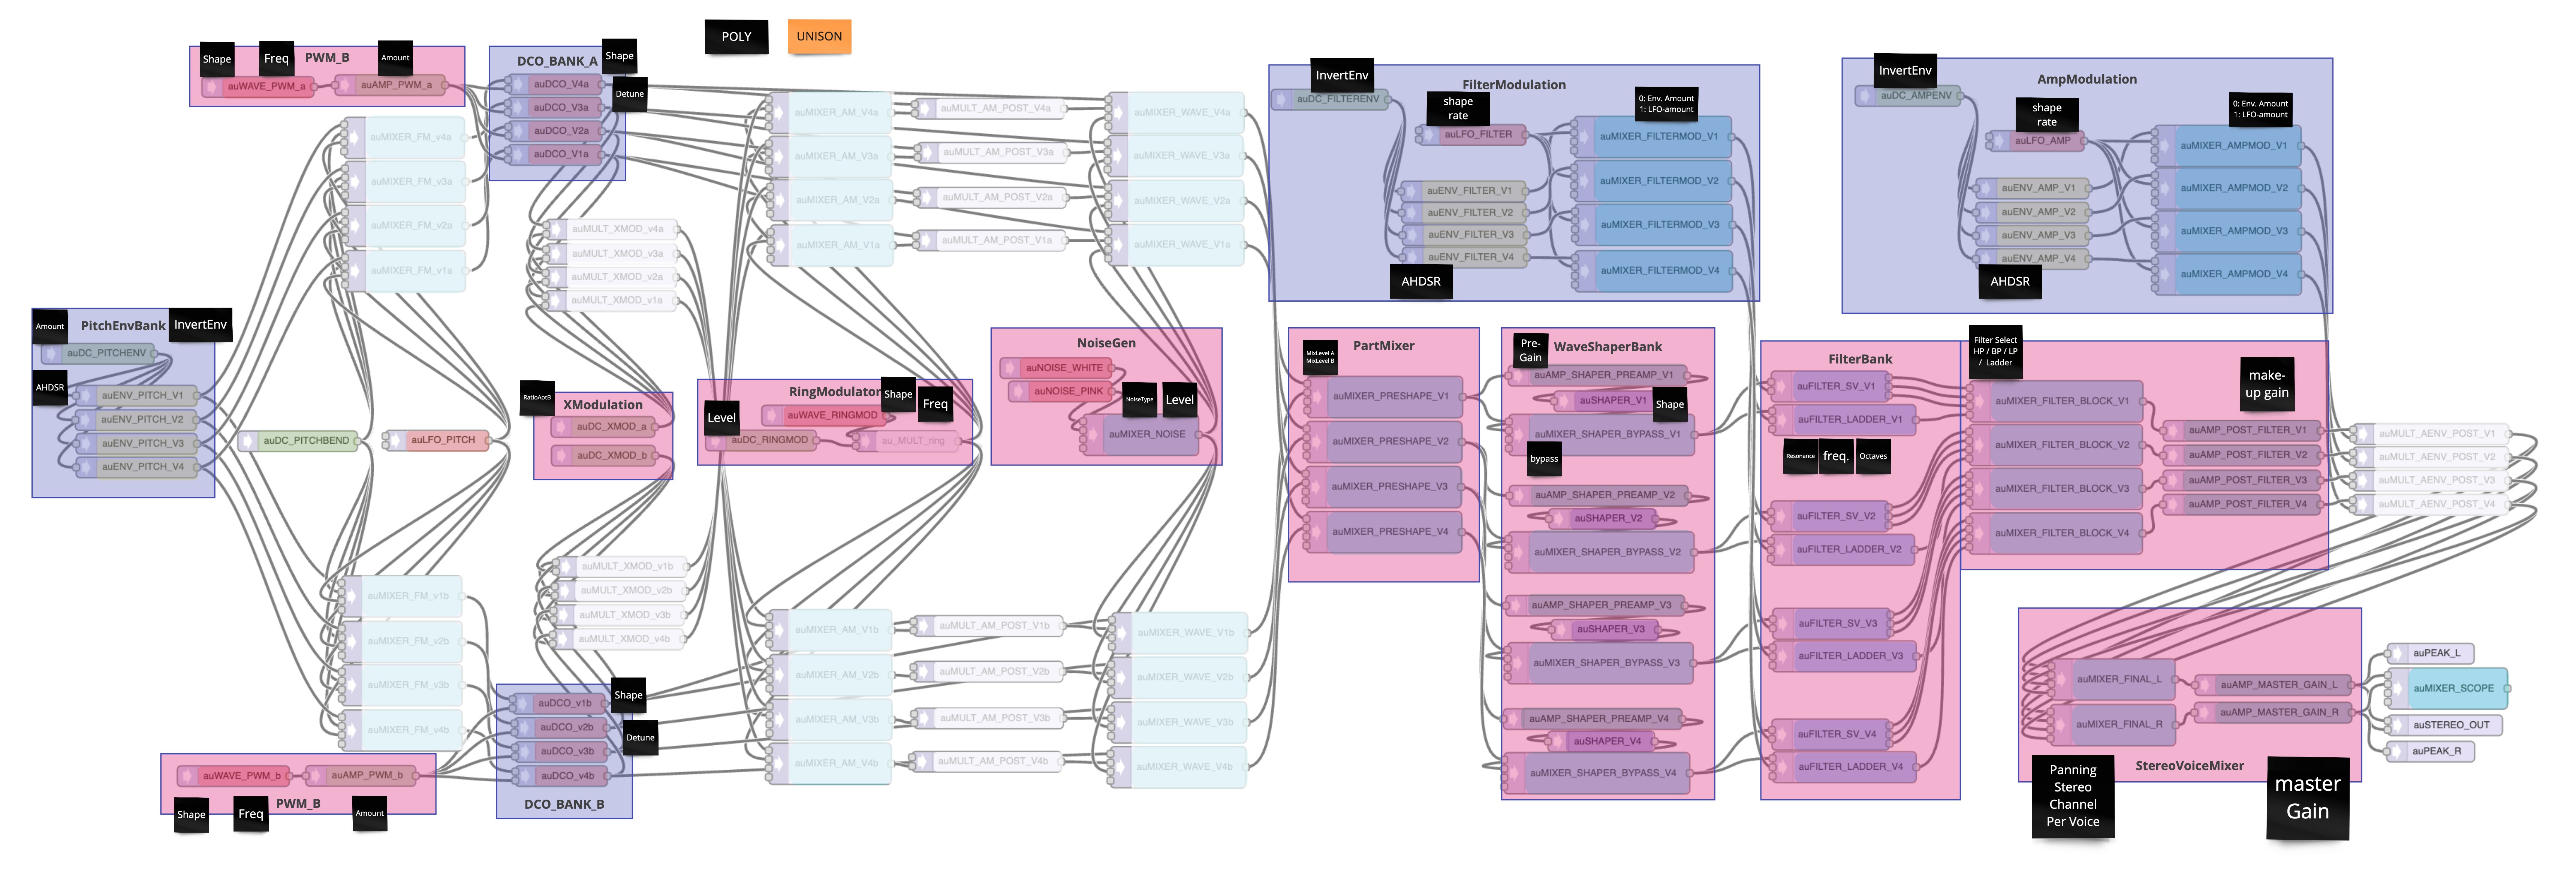 POLY
UNISON
Shape
Freq
PWM_B
Amount
auWAVE_PWM_a
auAMP_PWM_a
DCO_BANK_A
Shape
Detune
auDCO_V4a
auDCO_V3a
auDCO_V2a
auDCO_V1a
auMIXER_FM_v4a
auMIXER_FM_v3a
auMIXER_FM_v2a
auMIXER_FM_v1a
auMULT_XMOD_v4a
auMULT_XMOD_v3a
auMULT_XMOD_v2a
auMULT_XMOD_v1a
auMIXER_AM_V4a
auMIXER_AM_V3a
auMIXER_AM_V2a
auMIXER_AM_V1a
auMULT_AM_POST_V4a
auMULT_AM_POST_V3a
auMULT_AM_POST_V2a
auMULT_AM_POST_V1a
auMIXER_WAVE_V4a
auMIXER_WAVE_V3a
auMIXER_WAVE_V2a
auMIXER_WAVE_V1a
Amount
PitchEnvBank
InvertEnv
auDC_PITCHENV
AHDSR
auENV_PITCH_V1
auENV_PITCH_V2
auENV_PITCH_V3
auENV_PITCH_V4
auDC_PITCHBEND
auLFO_PITCH
RatioAotB
XModulation
auDC_XMOD_a
auDC_XMOD_b
RingModulator
Shape
Freq
Level
auWAVE_RINGMOD
auDC_RINGMOD
au_MULT_ring
NoiseGen
auNOISE_WHITE
auNOISE_PINK
NoiseType
Level
auMIXER_NOISE
auMIXER_FM_v1b
auMIXER_FM_v2b
auMIXER_FM_v3b
auMIXER_FM_v4b
auMULT_XMOD_v1b
auMULT_XMOD_v2b
auMULT_XMOD_v3b
auMULT_XMOD_v4b
auDCO_v1b
auDCO_v2b
auDCO_v3b
auDCO_v4b
Shape
Detune
DCO_BANK_B
auWAVE_PWM_b
auAMP_PWM_b
PWM_B
Shape
Freq
Amount
auMIXER_AM_V1b
auMIXER_AM_V2b
auMIXER_AM_V3b
auMIXER_AM_V4b
auMULT_AM_POST_V1b
auMULT_AM_POST_V2b
auMULT_AM_POST_V3b
auMULT_AM_POST_V4b
auMIXER_WAVE_V1b
auMIXER_WAVE_V2b
auMIXER_WAVE_V3b
auMIXER_WAVE_V4b
InvertEnv
FilterModulation
auDC_FILTERENV
shape
rate
auLFO_FILTER
0: Env. Amount
1: LFO-amount
auENV_FILTER_V1
auENV_FILTER_V2
auENV_FILTER_V3
auENV_FILTER_V4
AHDSR
auMIXER_FILTERMOD_V1
auMIXER_FILTERMOD_V2
auMIXER_FILTERMOD_V3
auMIXER_FILTERMOD_V4
InvertEnv
AmpModulation
auDC_AMPENV
shape
rate
auLFO_AMP
0: Env. Amount
1: LFO-amount
auENV_AMP_V1
auENV_AMP_V2
auENV_AMP_V3
auENV_AMP_V4
AHDSR
auMIXER_AMPMOD_V1
auMIXER_AMPMOD_V2
auMIXER_AMPMOD_V3
auMIXER_AMPMOD_V4
MixLevel A
MixLevel B
PartMixer
auMIXER_PRESHAPE_V1
auMIXER_PRESHAPE_V2
auMIXER_PRESHAPE_V3
auMIXER_PRESHAPE_V4
Pre-
Gain
WaveShaperBank
auAMP_SHAPER_PREAMP_V1
auSHAPER_V1
Shape
auMIXER_SHAPER_BYPASS_V1
bypass
auAMP_SHAPER_PREAMP_V2
auSHAPER_V2
auMIXER_SHAPER_BYPASS_V2
auAMP_SHAPER_PREAMP_V3
auSHAPER_V3
auMIXER_SHAPER_BYPASS_V3
auAMP_SHAPER_PREAMP_V4
auSHAPER_V4
auMIXER_SHAPER_BYPASS_V4
FilterBank
auFILTER_SV_V1
auFILTER_LADDER_V1
Resonance
freq.
Octaves
auFILTER_SV_V2
auFILTER_LADDER_V2
auFILTER_SV_V3
auFILTER_LADDER_V3
auFILTER_SV_V4
auFILTER_LADDER_V4
Filter Select
HP / BP / LP
/ Ladder
make-
up gain
auMIXER_FILTER_BLOCK_V1
auMIXER_FILTER_BLOCK_V2
auMIXER_FILTER_BLOCK_V3
auMIXER_FILTER_BLOCK_V4
auAMP_POST_FILTER_V1
auAMP_POST_FILTER_V2
auAMP_POST_FILTER_V3
auAMP_POST_FILTER_V4
auMULT_AENV_POST_V1
auMULT_AENV_POST_V2
auMULT_AENV_POST_V3
auMULT_AENV_POST_V4
auMIXER_FINAL_L
auMIXER_FINAL_R
auAMP_MASTER_GAIN_L
auAMP_MASTER_GAIN_R
StereoVoiceMixer
Panning
Stereo
Channel
Per Voice
master
Gain
auPEAK_L
auMIXER_SCOPE
auSTEREO_OUT
auPEAK_R